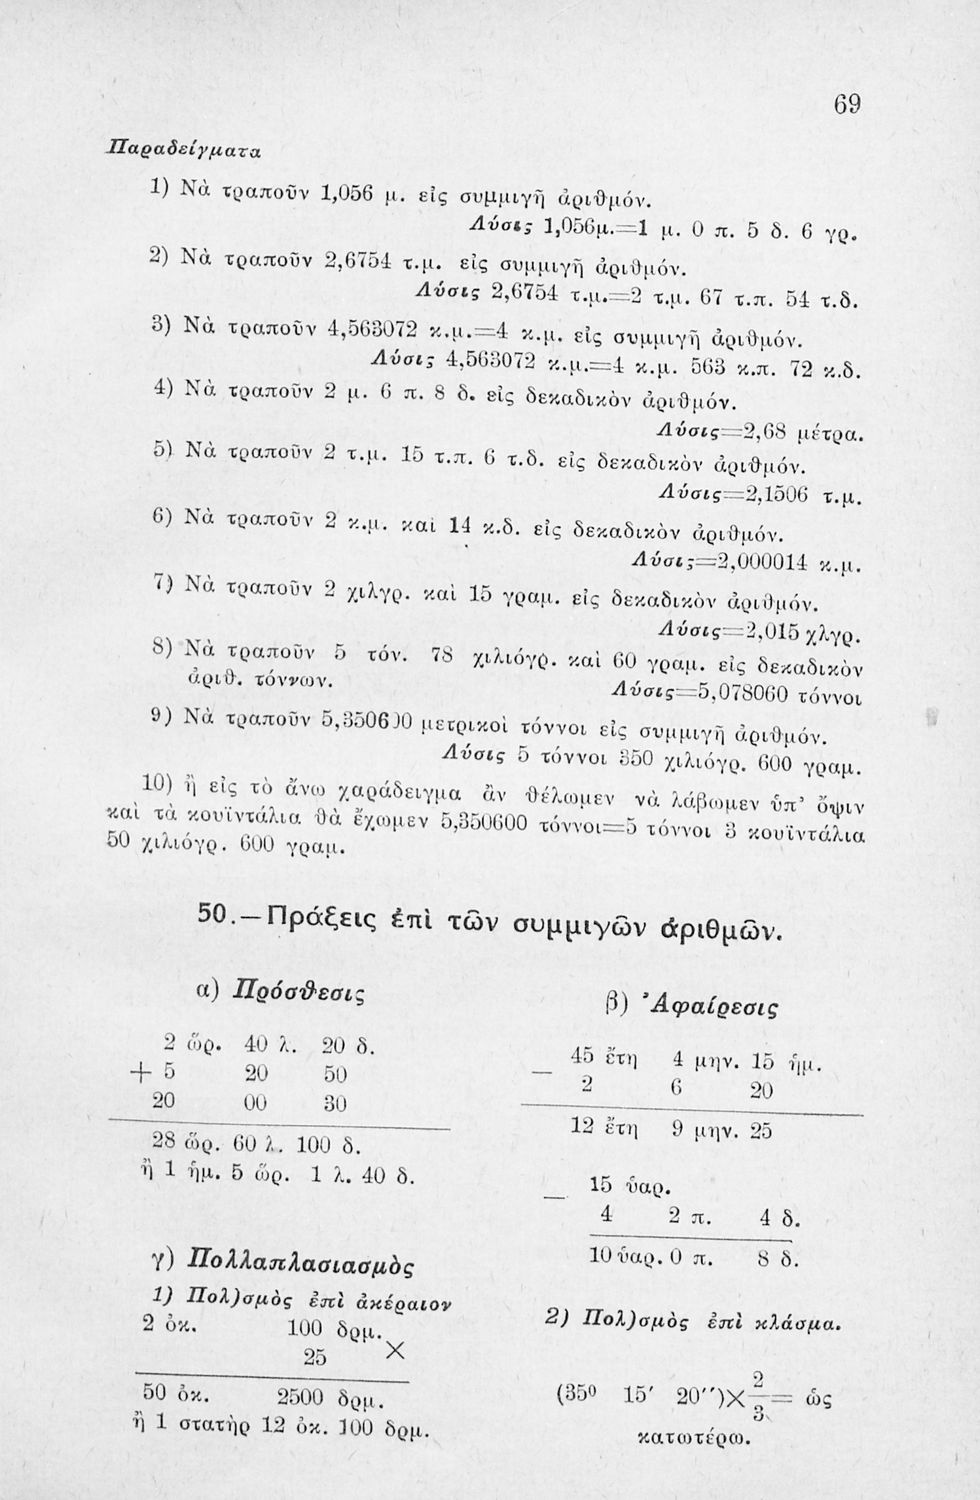 69
Παραδείγματα
1) Νὰ τραποῦν 1,056 μ. εἰς συμμιγῆ ἀριθμόν.
Λύσις 1,056μ.=1 μ. 0 π. 5 δ. 6 γρ.
2) Νὰ τραποῦν 2,6754 τ.μ. εἰς συμμιγῆ ἀριθμόν.
Λύσις 2,6754 τ.μ.=2 τ.μ. 67 τ.π. 54 τ.δ.
3) Νὰ τραποῦν 4,563072 κ.μ.=4 κ.μ. εἰς συμμιγῆ ἀριθμόν.
Λύσις 4,563072 κ.μ.=4 κ.μ. 563 κ.π. 72 κ.δ.
4) Νὰ τραποῦν 2 μ. 6 π. 8 δ. εἰς δεκαδικὸν ἀριθμόν.
Λύσις=2,68 μέτρα.
5) Νὰ τραποῦν 2 τ.μ. 15 τ.π. 6 τ.δ. εἰς δεκαδικὸν ἀριθμόν.
Λύσις=2,1506 τ.μ.
6) Νὰ τραποῦν 2 κ.μ. καὶ 14 κ.δ. εἰς δεκαδικὸν ἀριθμόν.
Λύσις=2,000014 κ.μ.
7) Νὰ τραποῦν 2 χιλγρ. καὶ 15 γραμ. εἰς δεκαδικὸν ἀριθμόν.
Λύσις=2,015 χλγρ.
8) Νὰ τραποῦν 5 τόν. 78 χιλιόγρ. καὶ 60 γραμ. εἰς δεκαδικὸν
ἀριθ. τόννων.
Λύσις=5,078060 τόννοι
9) Νὰ τραποῦν 5,350600 μετρικοὶ τόννοι εἰς συμμιγῆ ἀριθμόν.
Λύσις 5 τόννοι 350 χιλιόγρ. 600 γραμ.
10) ἢ εἰς τὸ ἄνω χαράδειγμα ἂν θέλωμεν νὰ λάβωμεν ὑπ' ὄψιν
καὶ τὰ κουϊντάλια θὰ ἔχωμεν 5,350600 τόννοι=5 τόννοι 3 κουϊντάλια
50 χιλιόγρ. 600 γραμ.
50.—Πράξεις ἐπὶ τῶν συμμιγῶν ἀριθμῶν.
α) Πρόσθεσις
2 ὥρ. 40 λ. 20 δ.
+ 5 20 50
20 00 30
28 ὥρ. 60 λ. 100 δ.
ἢ 1 ἡμ. 5 ὥρ. 1 λ. 40 δ.
β) Ἀφαίρεσις
45 ἔτη 4 μην. 15 ἡμ.
— 2 6 20
12 ἔτη 9 μην. 25
— 15 ὑαρ.
4 2 π. 4 δ.
10 ὑαρ. 0 π. 8 δ.
γ) Πολλαπλασιασμὸς
1) Πολ)σμὸς ἐπὶ ἀκέραιον
2 ὀκ. 100 δρμ.
25 ×
50 ὀκ. 2500 δρμ.
ἢ 1 στατὴρ 12 ὀκ. 100 δρμ.
2) Πολ)σμὸς ἐπὶ κλάσμα.
(35⁰ 15' 20'')×2/3= ὡς
κατωτέρω.